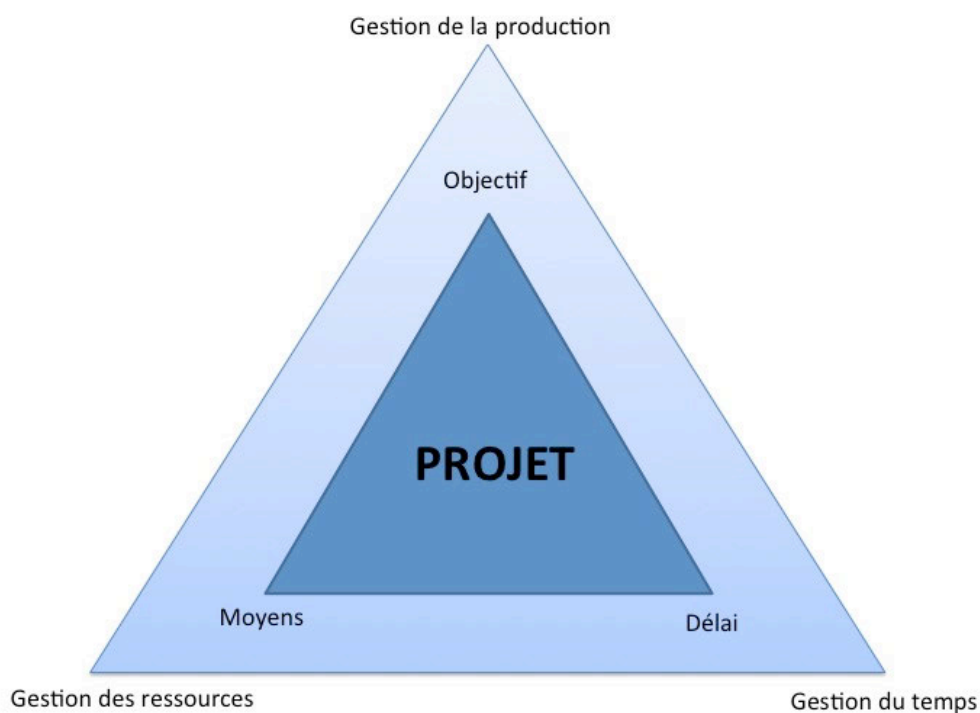 Gestion de la production
Objectif
PROJET
Moyens
Délai
Gestion des ressources
Gestion du temps